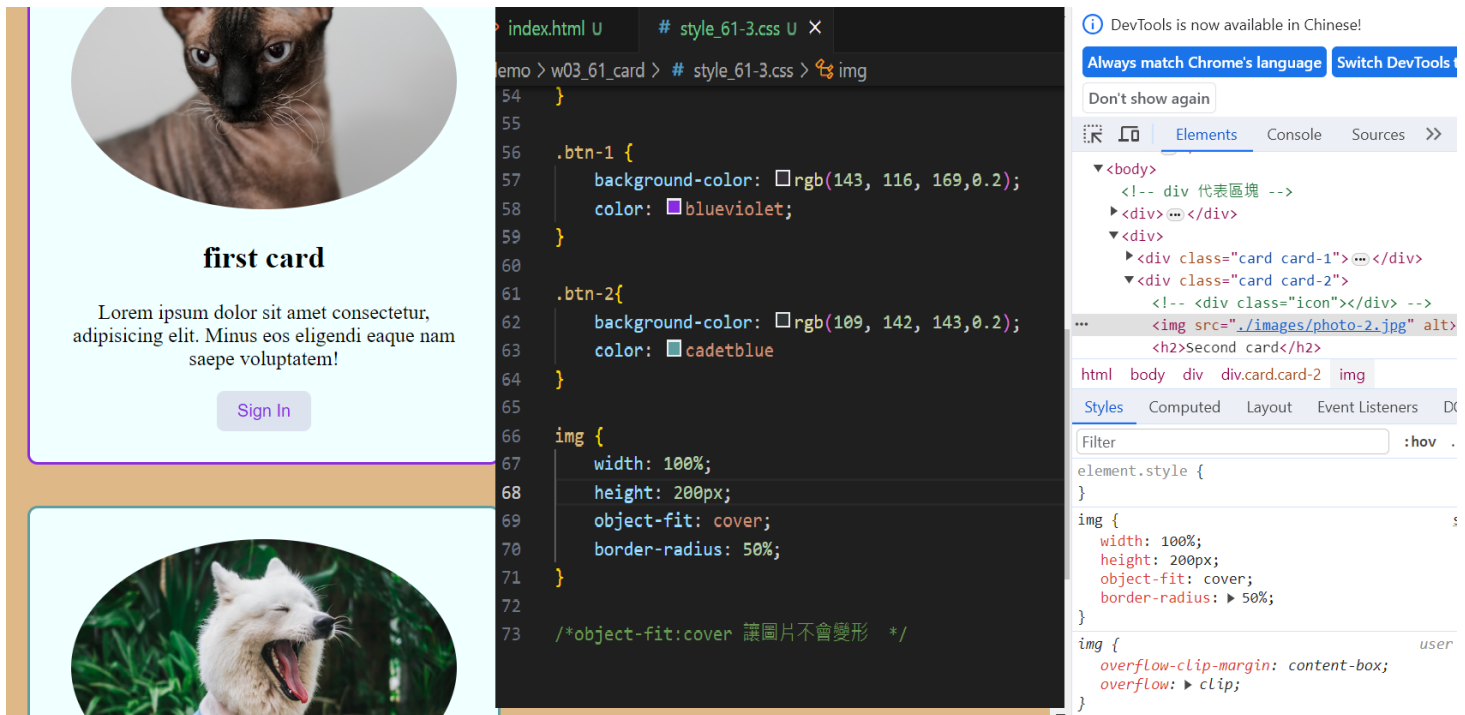 first card
Lorem ipsum dolor sit amet consectetur,
adipisicing elit. Minus eos eligendi eaque nam
saepe voluptatem!
Sign In
index.html U
# style_61-3.css U ×
demo > w03_61_card > # style_61-3.css > img
54 }
55
56 .btn-1 {
57 background-color: rgb(143, 116, 169,0.2);
58 color: blueviolet;
59 }
60
61 .btn-2{
62 background-color: rgb(109, 142, 143,0.2);
63 color: cadetblue
64 }
65
66 img {
67 width: 100%;
68 height: 200px;
69 object-fit: cover;
70 border-radius: 50%;
71 }
72
73 /*object-fit:cover 讓圖片不會變形 */
DevTools is now available in Chinese!
Always match Chrome's language Switch DevTools t
Don't show again
Elements Console Sources >>
▼<body>
<!-- div 代表區塊 -->
▶<div>…</div>
▼<div>
▶<div class="card card-1">…</div>
▼<div class="card card-2">
<!-- <div class="icon"></div> -->
… <img src="./images/photo-2.jpg" alt>
<h2>Second card</h2>
html body div div.card.card-2 img
Styles Computed Layout Event Listeners DO
Filter :hov .
element.style {
}
img { s
width: 100%;
height: 200px;
object-fit: cover;
border-radius: ▶ 50%;
}
img { user
overflow-clip-margin: content-box;
overflow: ▶ clip;
}